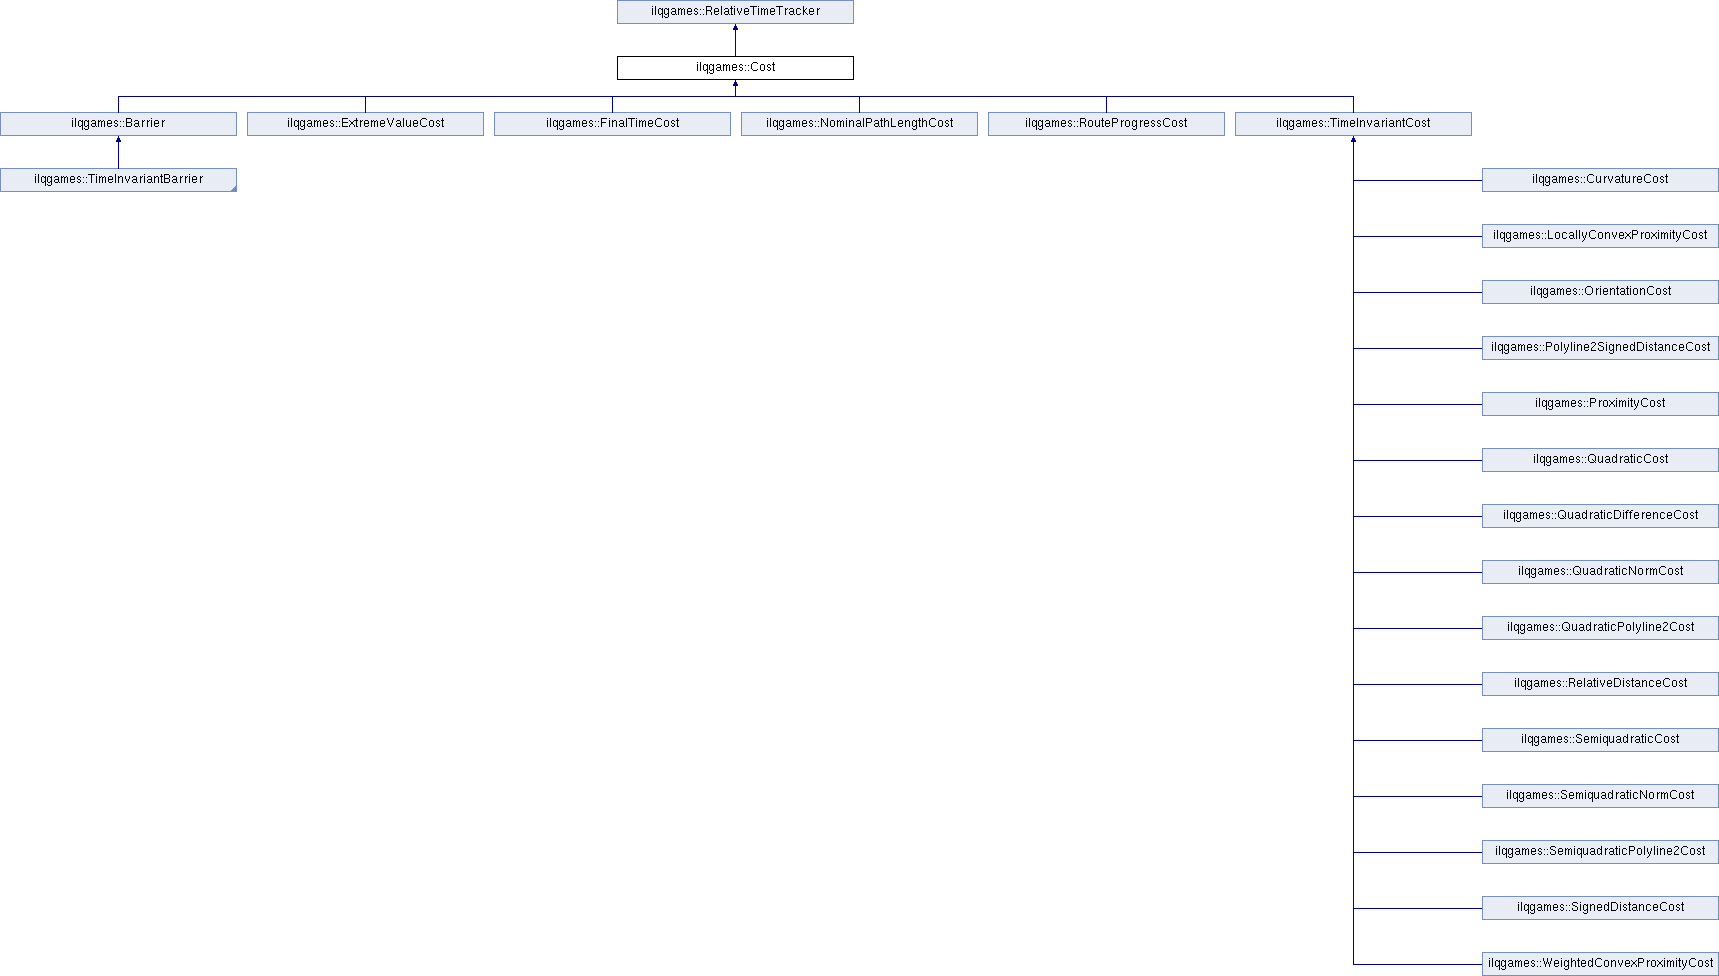 ilqgames::RelativeTimeTracker
ilqgames::Cost
ilqgames::Barrier
ilqgames::ExtremeValueCost
ilqgames::FinalTimeCost
ilqgames::NominalPathLengthCost
ilqgames::RouteProgressCost
ilqgames::TimeInvariantCost
ilqgames::TimeInvariantBarrier
ilqgames::CurvatureCost
ilqgames::LocallyConvexProximityCost
ilqgames::OrientationCost
ilqgames::Polyline2SignedDistanceCost
ilqgames::ProximityCost
ilqgames::QuadraticCost
ilqgames::QuadraticDifferenceCost
ilqgames::QuadraticNormCost
ilqgames::QuadraticPolyline2Cost
ilqgames::RelativeDistanceCost
ilqgames::SemiquadraticCost
ilqgames::SemiquadraticNormCost
ilqgames::SemiquadraticPolyline2Cost
ilqgames::SignedDistanceCost
ilqgames::WeightedConvexProximityCost